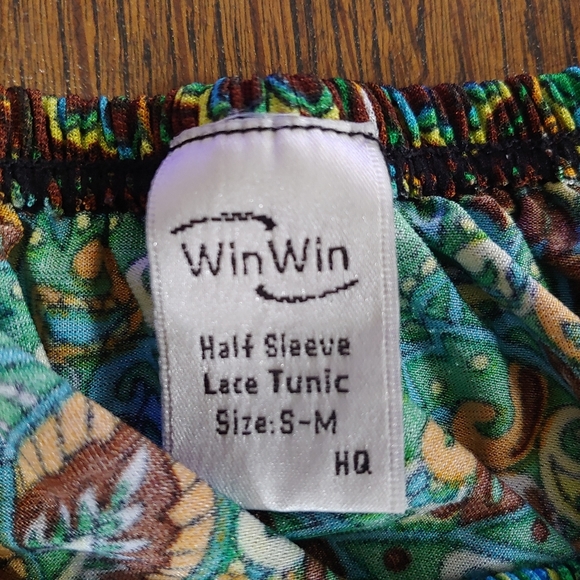 WinWin
Half Sleeve
Lace Tunic
Size: S-M
HQ